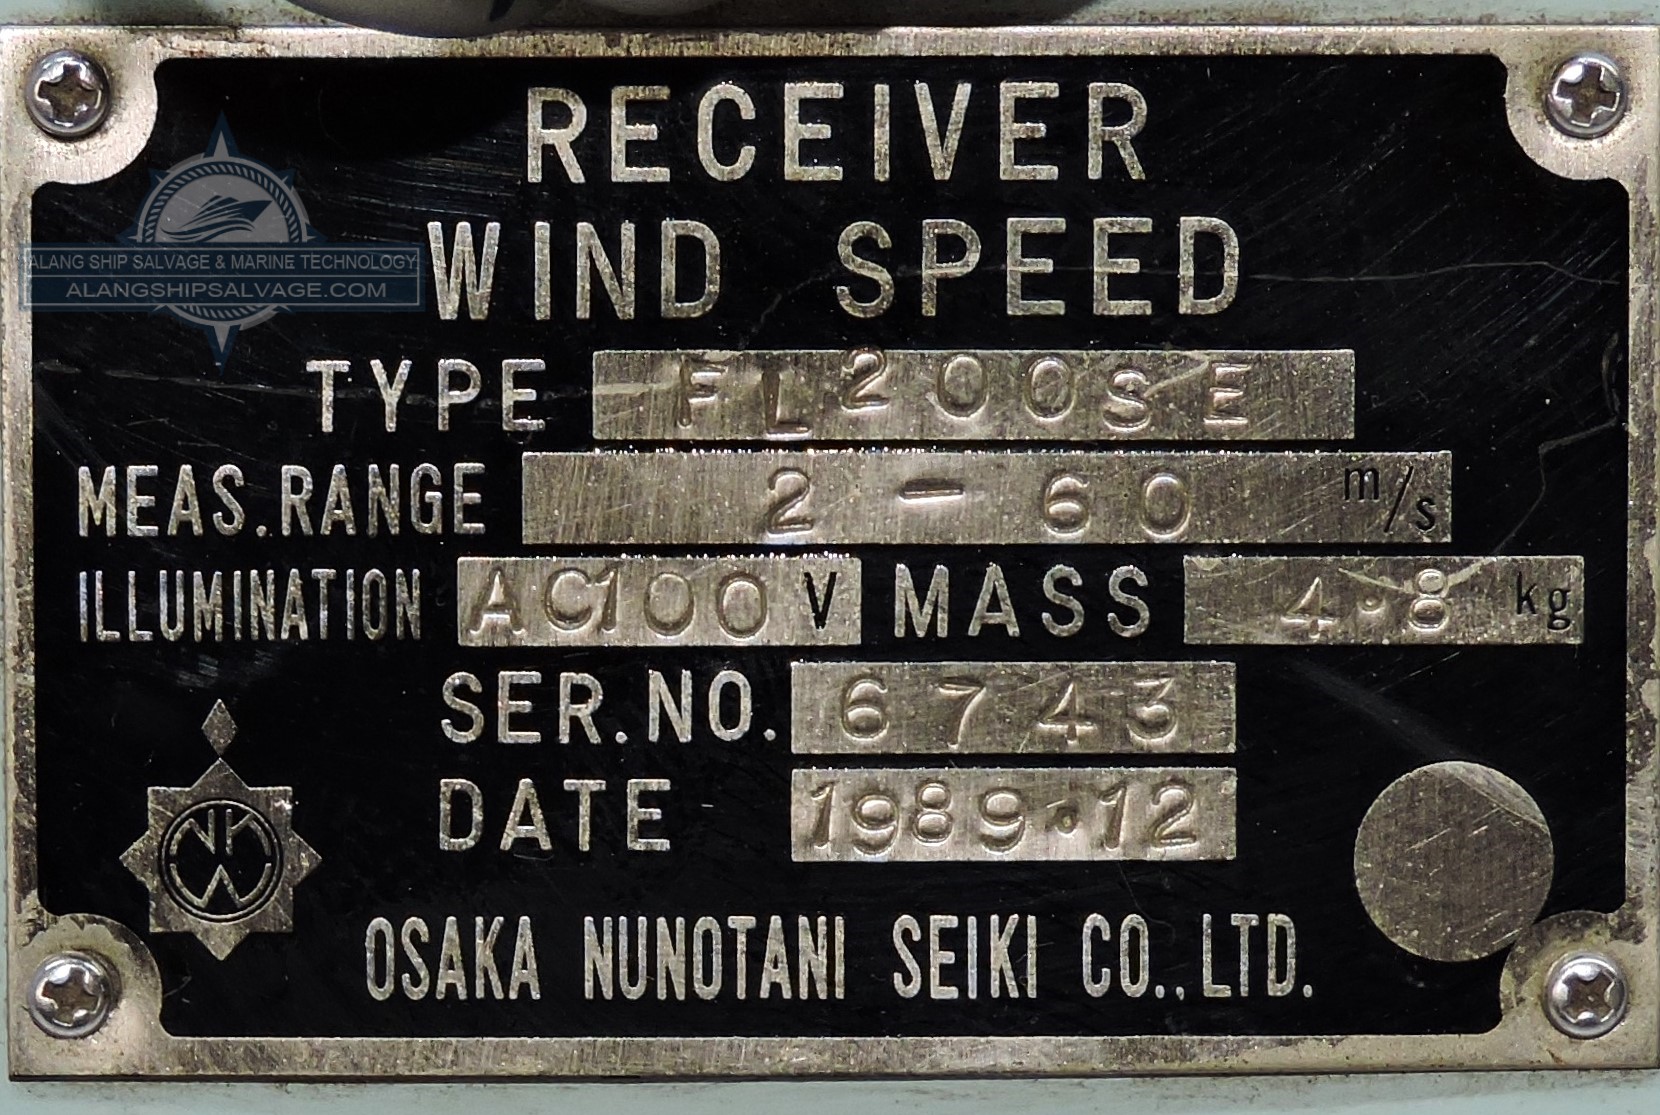 RECEIVER
WIND SPEED
ALANG SHIP SALVAGE & MARINE TECHNOLOGY
ALANGSHIPSALVAGE.COM
TYPE FL200SE
MEAS.RANGE 2-60 m/s
ILLUMINATION AC100V MASS 4.8 kg
SER.NO. 6743
DATE 1989.12
OSAKA NUNOTANI SEIKI CO.,LTD.